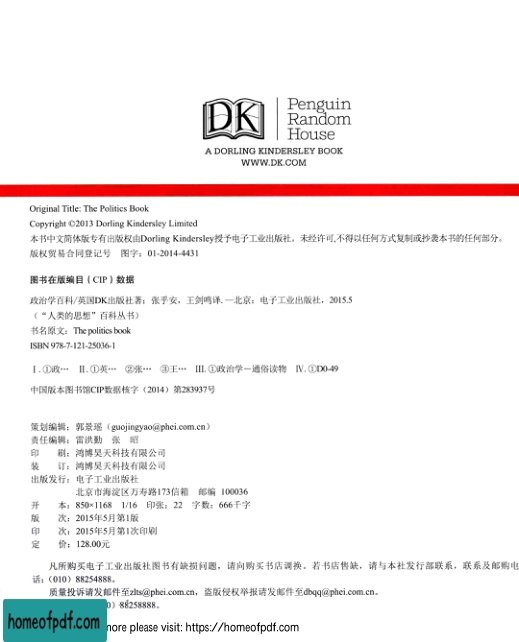 DK
Penguin
Random
House
A DORLING KINDERSLEY BOOK
WWW.DK.COM
Original Title: The Politics Book
Copyright ©2013 Dorling Kindersley Limited
本书中文简体版专有出版权由Dorling Kindersley授予电子工业出版社。未经许可,不得以任何方式复制或抄袭本书的任何部分。
版权贸易合同登记号 图字：01-2014-4431
图书在版编目（CIP）数据
政治学百科/英国DK出版社著；张乎安，王剑鸣译.—北京：电子工业出版社，2015.5
（“人类的思想”百科丛书）
书名原文：The politics book
ISBN 978-7-121-25036-1
Ⅰ. ①政… Ⅱ. ①英… ②张… ③王… Ⅲ. ①政治学－通俗读物 Ⅳ. ①D0-49
中国版本图书馆CIP数据核字（2014）第283937号
策划编辑：郭景瑶（guojingyao@phei.com.cn）
责任编辑：雷洪勤 张 昭
印 刷：鸿博昊天科技有限公司
装 订：鸿博昊天科技有限公司
出版发行：电子工业出版社
北京市海淀区万寿路173信箱 邮编 100036
开 本：850×1168 1/16 印张：22 字数：666千字
版 次：2015年5月第1版
印 次：2015年5月第1次印刷
定 价：128.00元
凡所购买电子工业出版社图书有缺损问题，请向购买书店调换。若书店售缺，请与本社发行部联系，联系及邮购电
话：（010）88254888。
质量投诉请发邮件至zlts@phei.com.cn，盗版侵权举报请发邮件至dbqq@phei.com.cn。
0）88258888。
homeofpdf.com
more please visit: https://homeofpdf.com